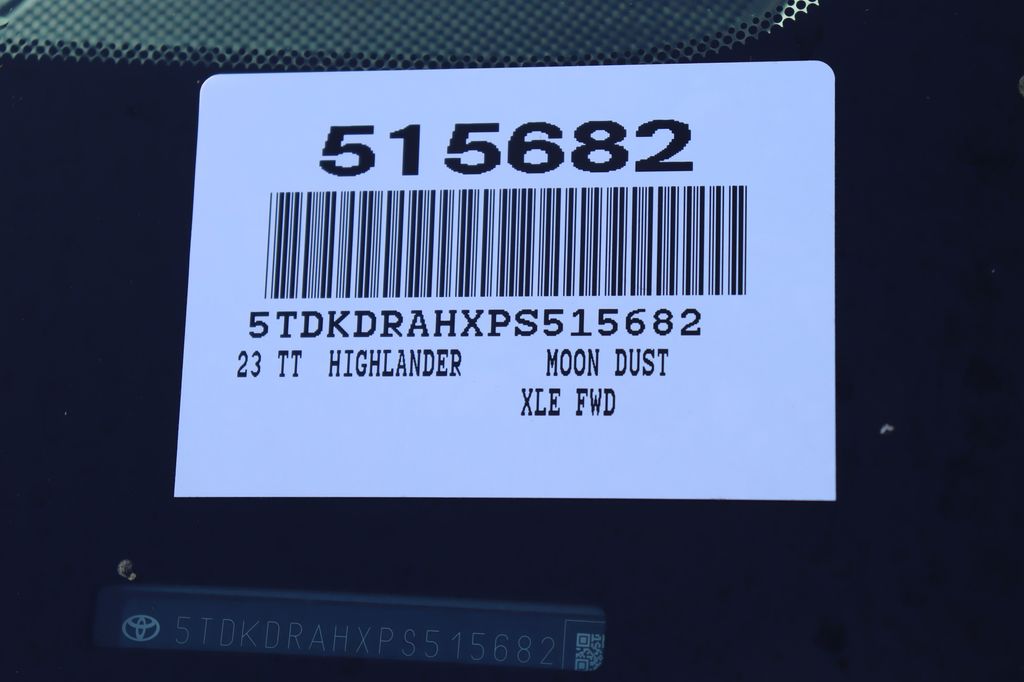 515682
5TDKDRAHXPS515682
23 TT HIGHLANDER MOON DUST
XLE FWD
5TDKDRAHXPS515682